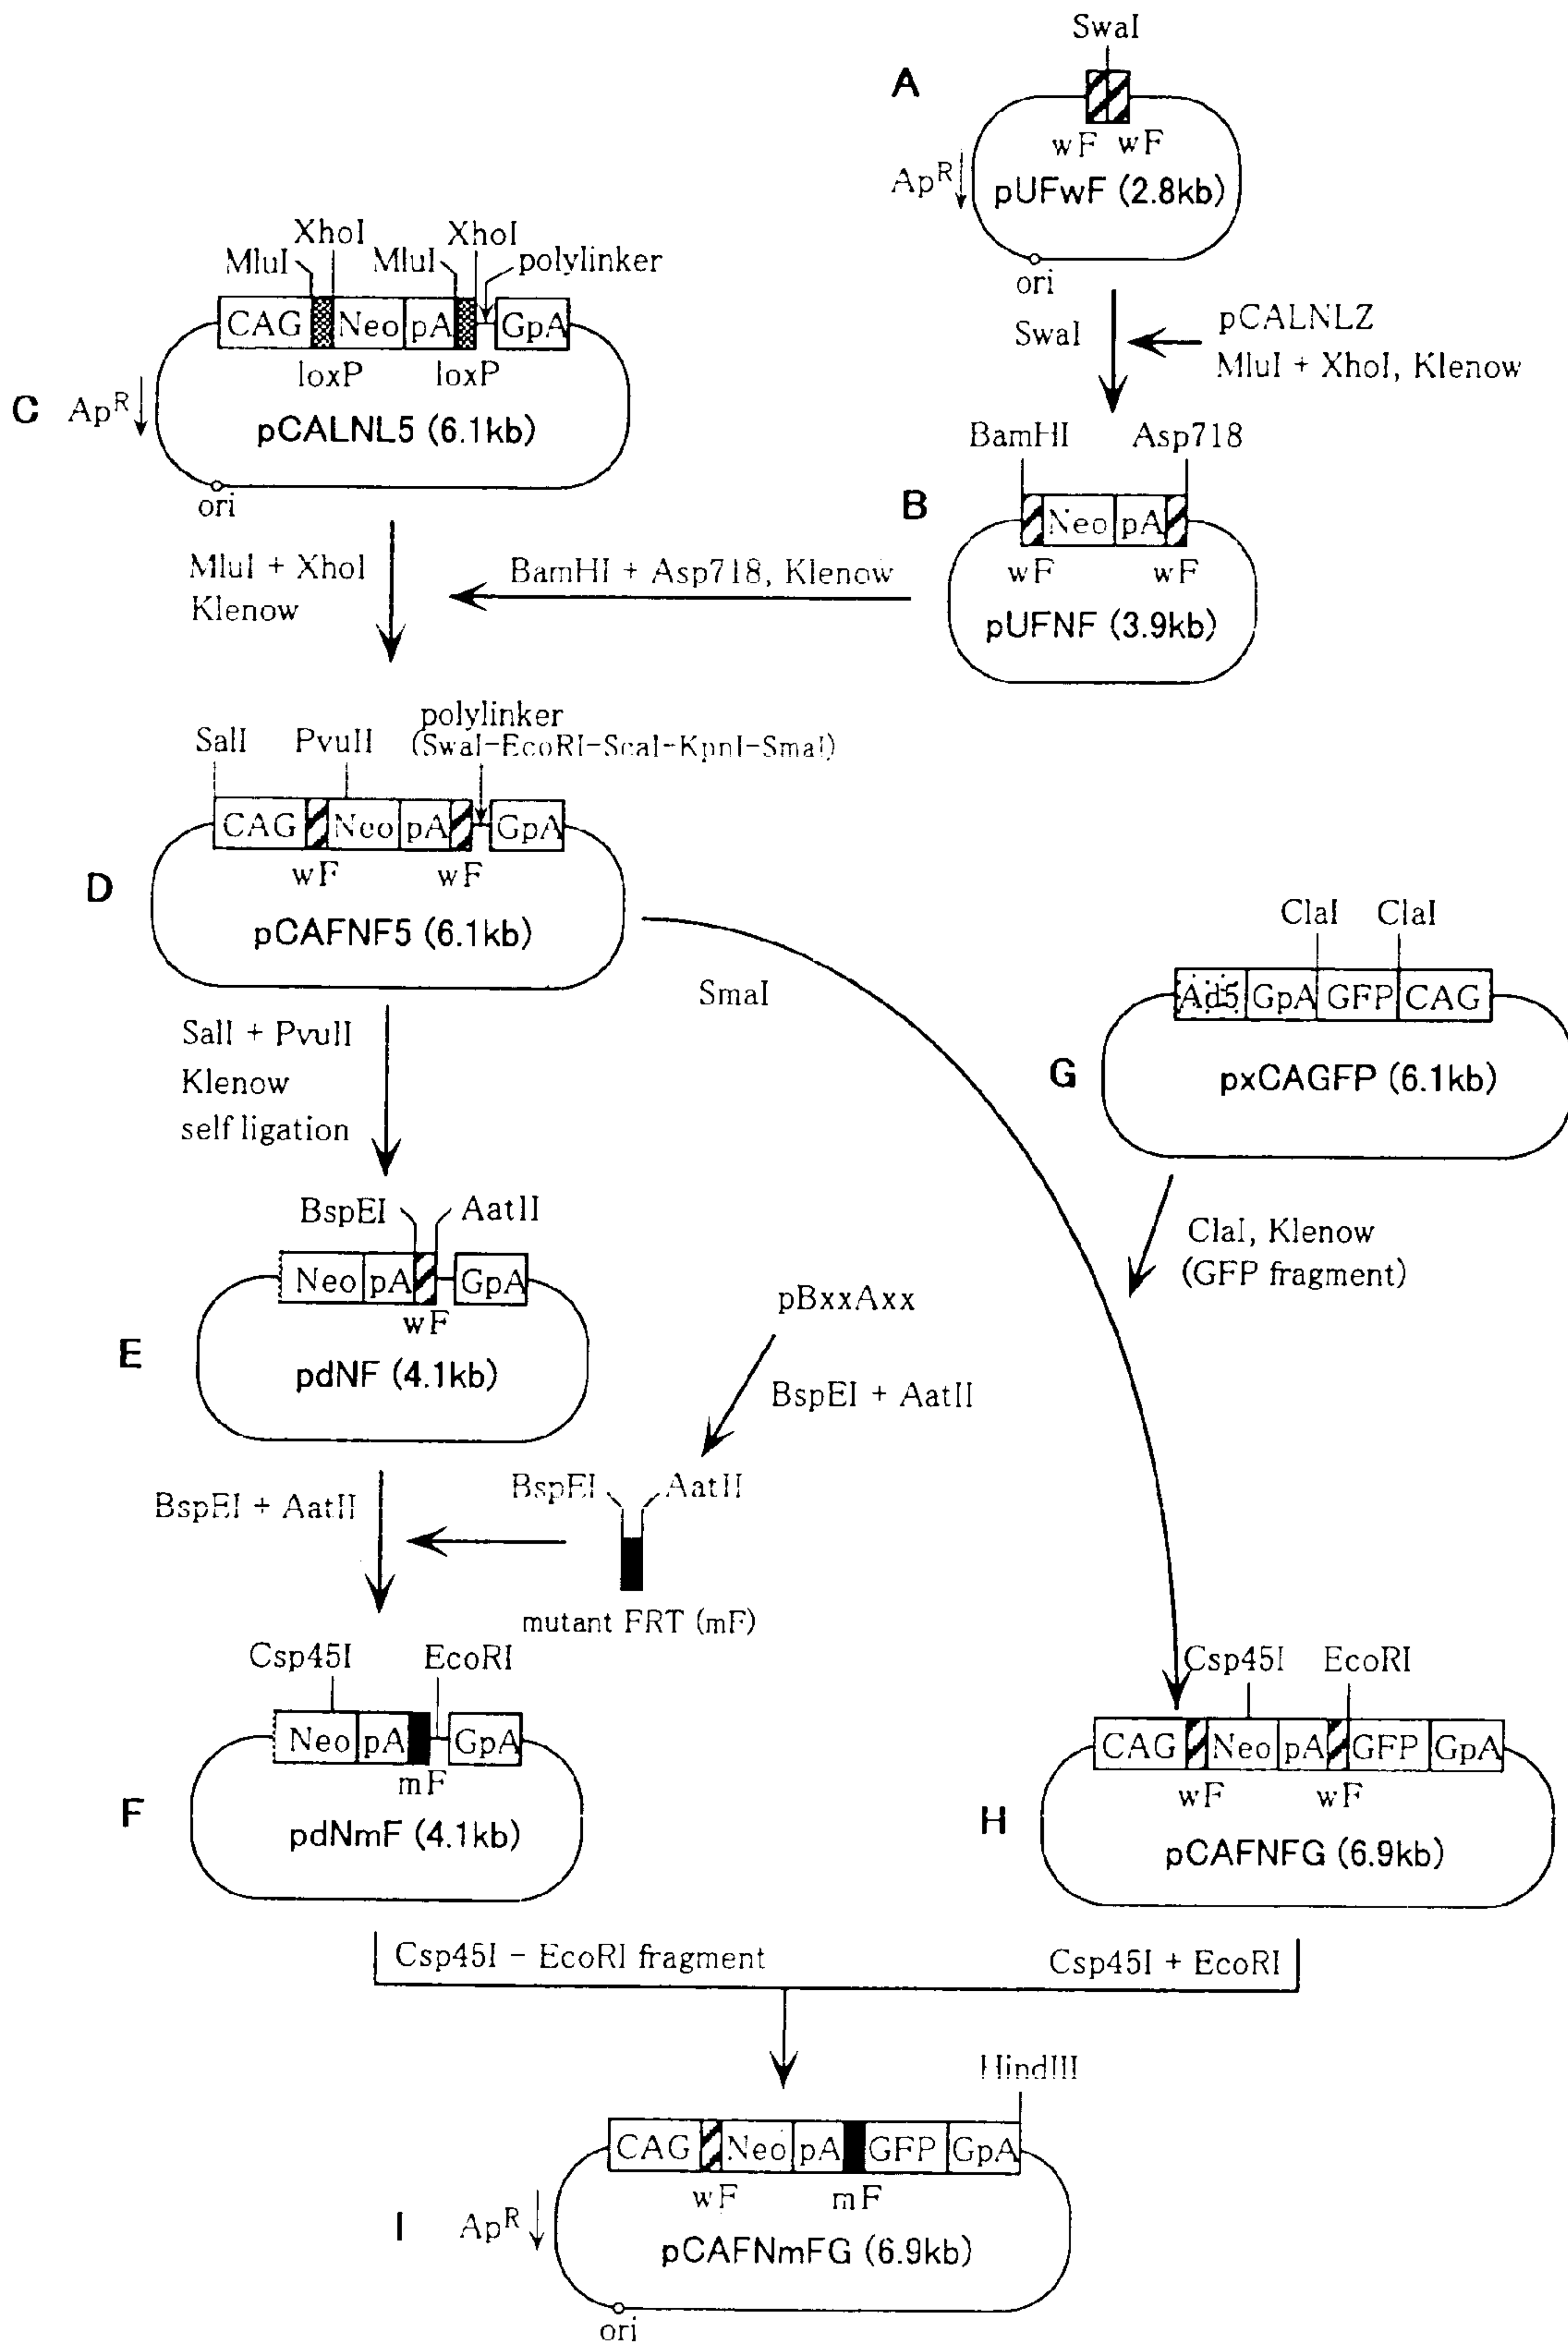 SwaI
A
wF wF
ApR
pUFwF (2.8kb)
ori
SwaI
pCALNLZ
MluI + XhoI, Klenow
XhoI XhoI
MluI MluI polylinker
CAG Neo pA GpA
loxP loxP
C
ApR
pCALNL5 (6.1kb)
ori
BamHI Asp718
B
Neo pA
wF wF
pUFNF (3.9kb)
MluI + XhoI
Klenow
BamHI + Asp718, Klenow
polylinker
SalI PvuII (SwaI-EcoRI-ScaI-KpnI-SmaI)
CAG Neo pA GpA
wF wF
D
pCAFNF5 (6.1kb)
SmaI
SalI + PvuII
Klenow
self ligation
ClaI ClaI
Ad5 GpA GFP CAG
G
pxCAGFP (6.1kb)
ClaI, Klenow
(GFP fragment)
BspEI AatII
Neo pA GpA
wF
E
pdNF (4.1kb)
pBxxAxx
BspEI + AatII
BspEI AatII
BspEI + AatII
mutant FRT (mF)
Csp45I EcoRI
Neo pA GpA
mF
F
pdNmF (4.1kb)
Csp45I EcoRI
CAG Neo pA GFP GpA
wF wF
H
pCAFNFG (6.9kb)
Csp45I - EcoRI fragment
Csp45I + EcoRI
HindIII
CAG Neo pA GFP GpA
wF mF
I
ApR
pCAFNmFG (6.9kb)
ori